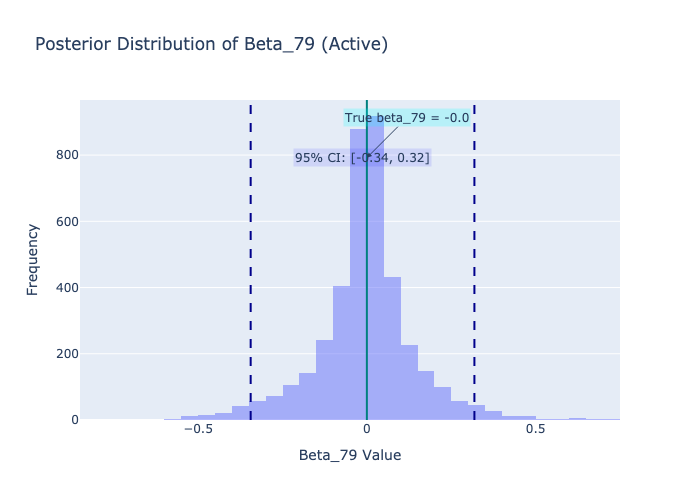 Posterior Distribution of Beta_79 (Active)
True beta_79 = -0.0
95% CI: [-0.34, 0.32]
800
600
400
200
0
−0.5
0
0.5
Frequency
Beta_79 Value